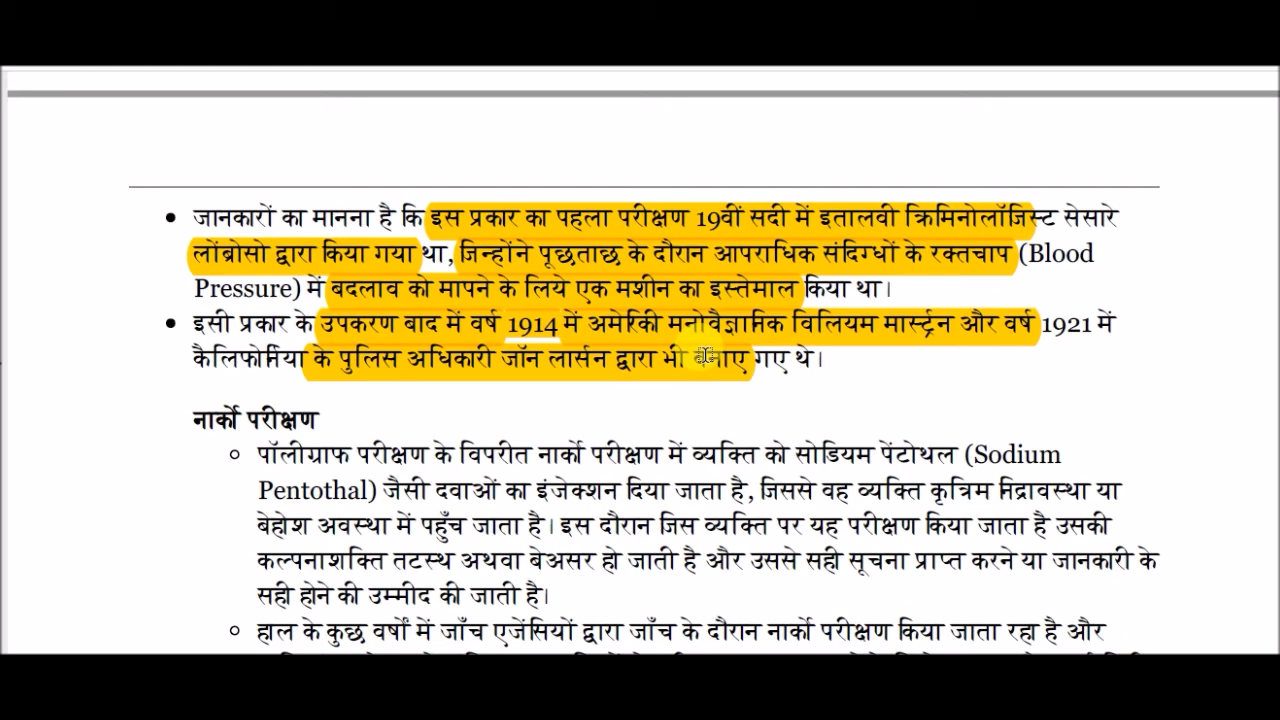 जानकारों का मानना है कि इस प्रकार का पहला परीक्षण 19वीं सदी में इतालवी क्रिमिनोलॉजिस्ट सेसारे
लोंब्रोसो द्वारा किया गया था, जिन्होंने पूछताछ के दौरान आपराधिक संदिग्धों के रक्तचाप (Blood
Pressure) में बदलाव को मापने के लिये एक मशीन का इस्तेमाल किया था।
इसी प्रकार के उपकरण बाद में वर्ष 1914 में अमेरिकी मनोवैज्ञानिक विलियम मार्स्ट्रन और वर्ष 1921 में
कैलिफोर्निया के पुलिस अधिकारी जॉन लार्सन द्वारा भी बनाए गए थे।
नार्को परीक्षण
पॉलीग्राफ परीक्षण के विपरीत नार्को परीक्षण में व्यक्ति को सोडियम पेंटोथल (Sodium
Pentothal) जैसी दवाओं का इंजेक्शन दिया जाता है, जिससे वह व्यक्ति कृत्रिम निद्रावस्था या
बेहोश अवस्था में पहुँच जाता है। इस दौरान जिस व्यक्ति पर यह परीक्षण किया जाता है उसकी
कल्पनाशक्ति तटस्थ अथवा बेअसर हो जाती है और उससे सही सूचना प्राप्त करने या जानकारी के
सही होने की उम्मीद की जाती है।
हाल के कुछ वर्षों में जाँच एजेंसियों द्वारा जाँच के दौरान नार्को परीक्षण किया जाता रहा है और